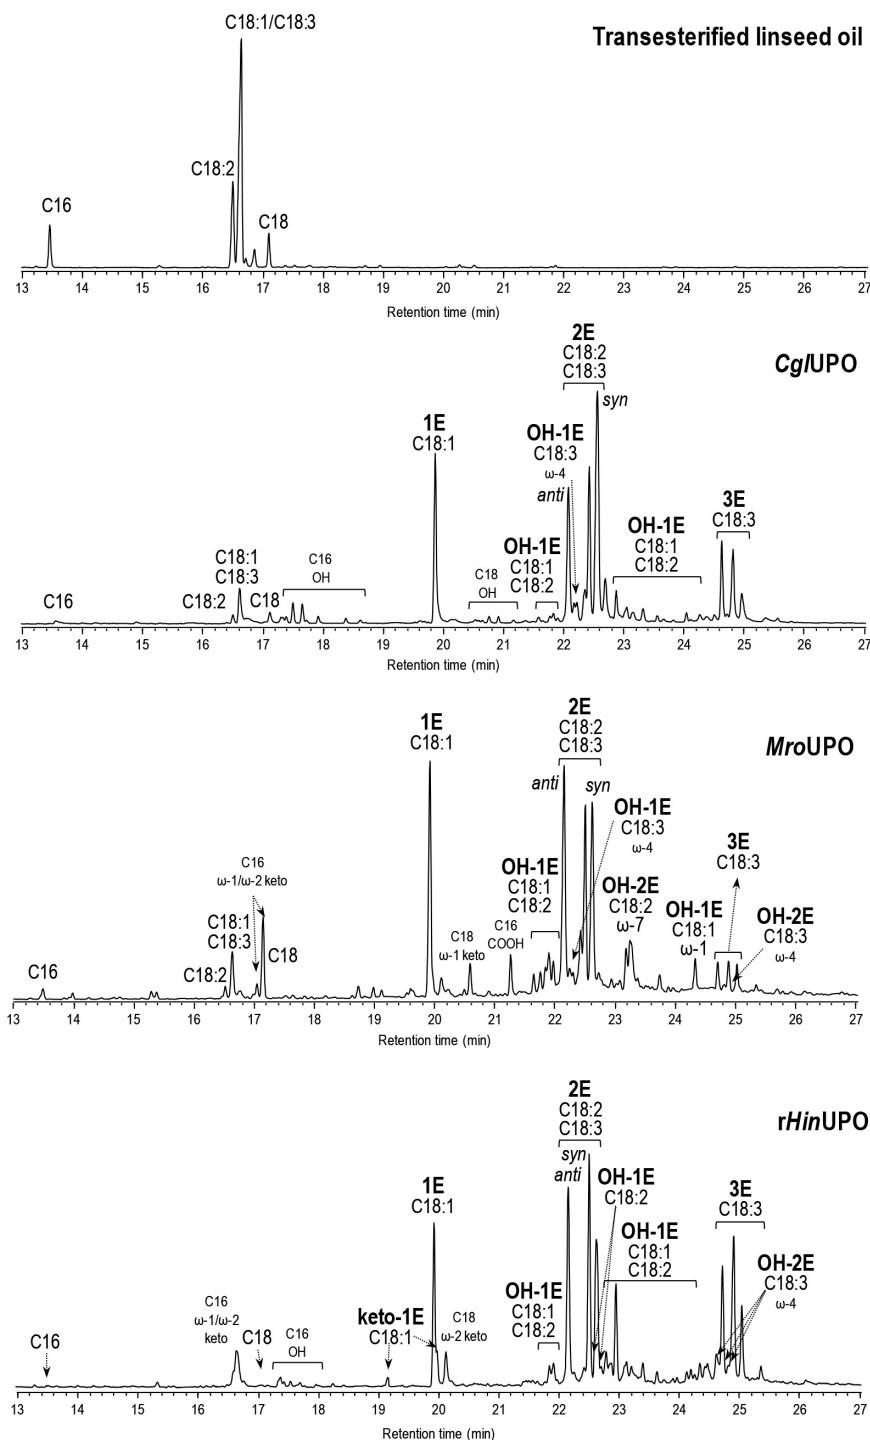 C18:1/C18:3
Transesterified linseed oil
C18:2
C16
C18
13 14 15 16 17 18 19 20 21 22 23 24 25 26 27
Retention time (min)
2E
C18:2
C18:3
CglUPO
syn
1E
C18:1
OH-1E
C18:3
ω-4
anti
3E
C18:3
OH-1E
C18:1
C18:2
OH-1E
C18:1
C18:2
C18:1
C18:3
C16
OH
C18
OH
C16
C18:2
C18
13 14 15 16 17 18 19 20 21 22 23 24 25 26 27
Retention time (min)
2E
C18:2
C18:3
1E
C18:1
MroUPO
anti
syn
OH-1E
C18:3
ω-4
3E
C18:3
C16
ω-1/ω-2 keto
OH-1E
C18:1
C18:2
OH-2E
C18:2
ω-7
OH-1E
C18:1
ω-1
OH-2E
C18:3
ω-4
C18:1
C18:3
C18
C18
ω-1 keto
C16
COOH
C16
C18:2
13 14 15 16 17 18 19 20 21 22 23 24 25 26 27
Retention time (min)
2E
C18:2
C18:3
rHinUPO
syn
anti
1E
C18:1
OH-1E
C18:2
3E
C18:3
OH-1E
C18:1
C18:2
OH-2E
C18:3
ω-4
OH-1E
C18:1
C18:2
C16
ω-1/ω-2
keto
keto-1E
C18:1
C18
ω-2 keto
C16
C18
C16
OH
13 14 15 16 17 18 19 20 21 22 23 24 25 26 27
Retention time (min)